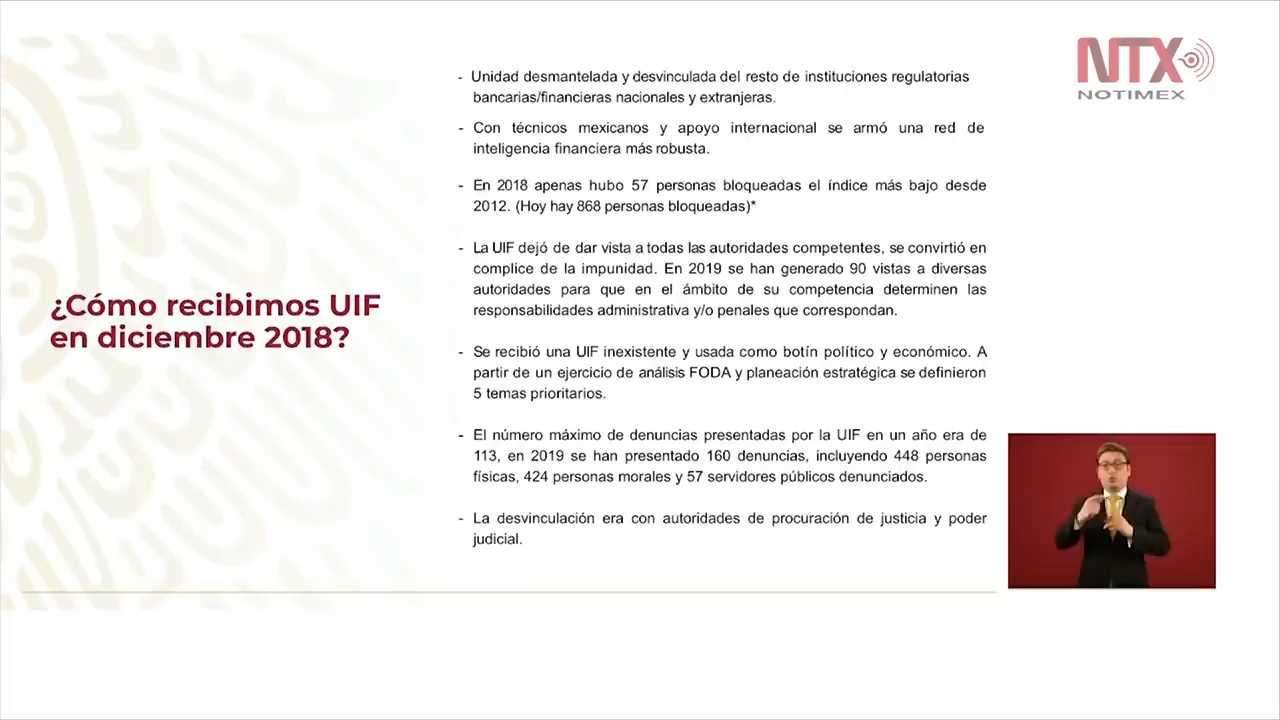 NTX
NOTIMEX
¿Cómo recibimos UIF
en diciembre 2018?
- Unidad desmantelada y desvinculada del resto de instituciones regulatorias
bancarias/financieras nacionales y extranjeras.
- Con técnicos mexicanos y apoyo internacional se armó una red de
inteligencia financiera más robusta.
- En 2018 apenas hubo 57 personas bloqueadas el índice más bajo desde
2012. (Hoy hay 868 personas bloqueadas)*
- La UIF dejó de dar vista a todas las autoridades competentes, se convirtió en
complice de la impunidad. En 2019 se han generado 90 vistas a diversas
autoridades para que en el ámbito de su competencia determinen las
responsabilidades administrativa y/o penales que correspondan.
- Se recibió una UIF inexistente y usada como botín político y económico. A
partir de un ejercicio de análisis FODA y planeación estratégica se definieron
5 temas prioritarios.
- El número máximo de denuncias presentadas por la UIF en un año era de
113, en 2019 se han presentado 160 denuncias, incluyendo 448 personas
físicas, 424 personas morales y 57 servidores públicos denunciados.
- La desvinculación era con autoridades de procuración de justicia y poder
judicial.